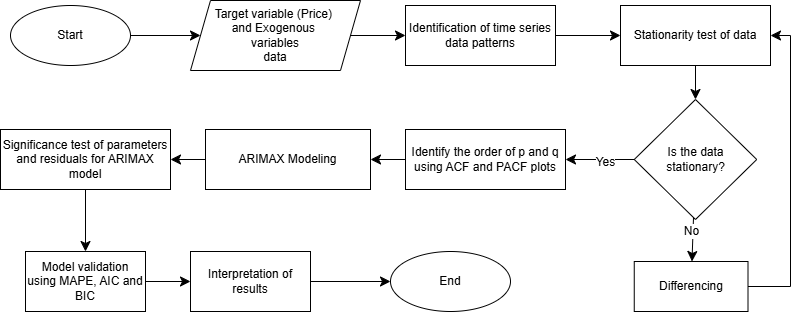 Start
Target variable (Price)
and Exogenous
variables
data
Identification of time series
data patterns
Stationarity test of data
Is the data
stationary?
Yes
No
Differencing
Identify the order of p and q
using ACF and PACF plots
ARIMAX Modeling
Significance test of parameters
and residuals for ARIMAX
model
Model validation
using MAPE, AIC and
BIC
Interpretation of
results
End